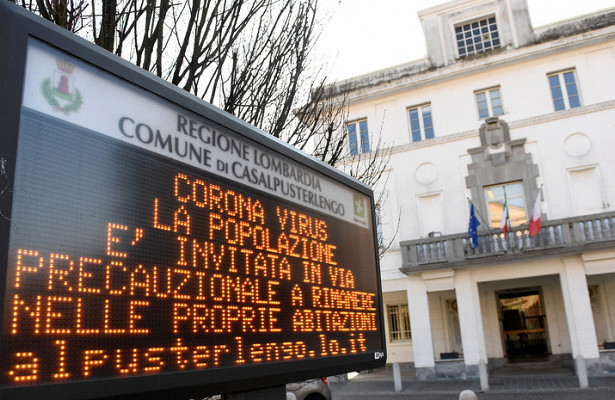 REGIONE LOMBARDIA
COMUNE DI CASALPUSTERLENGO
CORONA VIRUS
LA POPOLAZIONE
E' INVITATA IN VIA
PRECAUZIONALE A RIMANERE
NELLE PROPRIE ABITAZIONI
alpusterlengo.lo.it